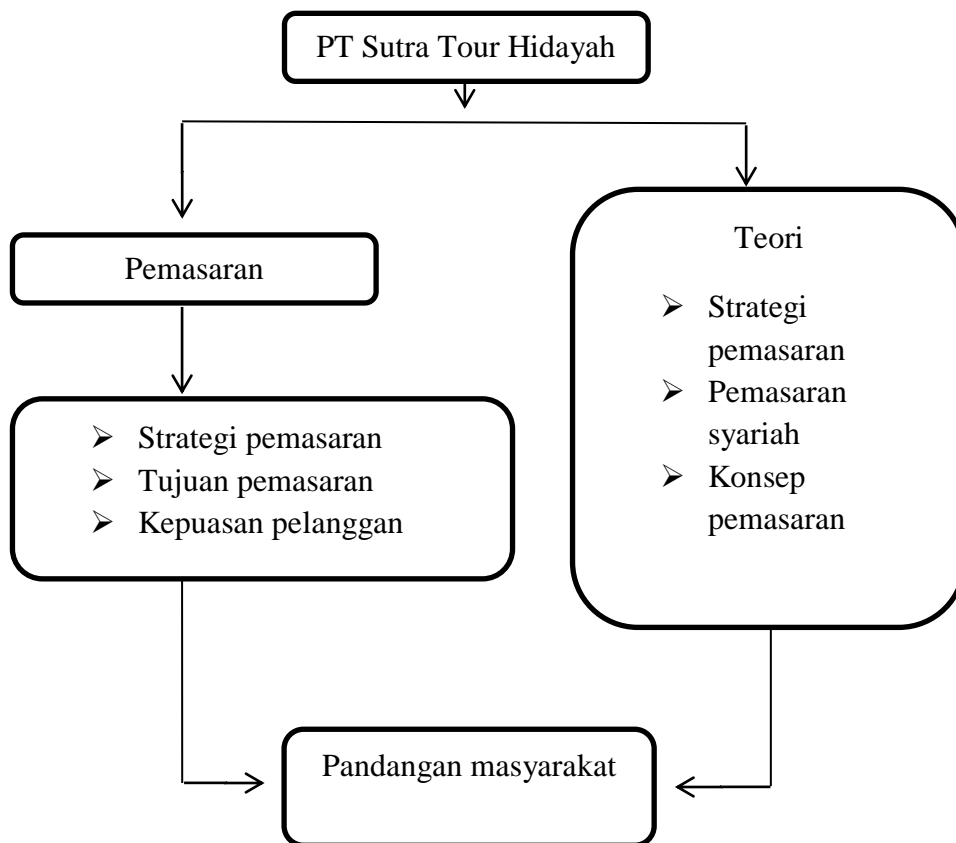 PT Sutra Tour Hidayah
Pemasaran
➢ Strategi pemasaran
➢ Tujuan pemasaran
➢ Kepuasan pelanggan
Teori
➢ Strategi
pemasaran
➢ Pemasaran
syariah
➢ Konsep
pemasaran
Pandangan masyarakat